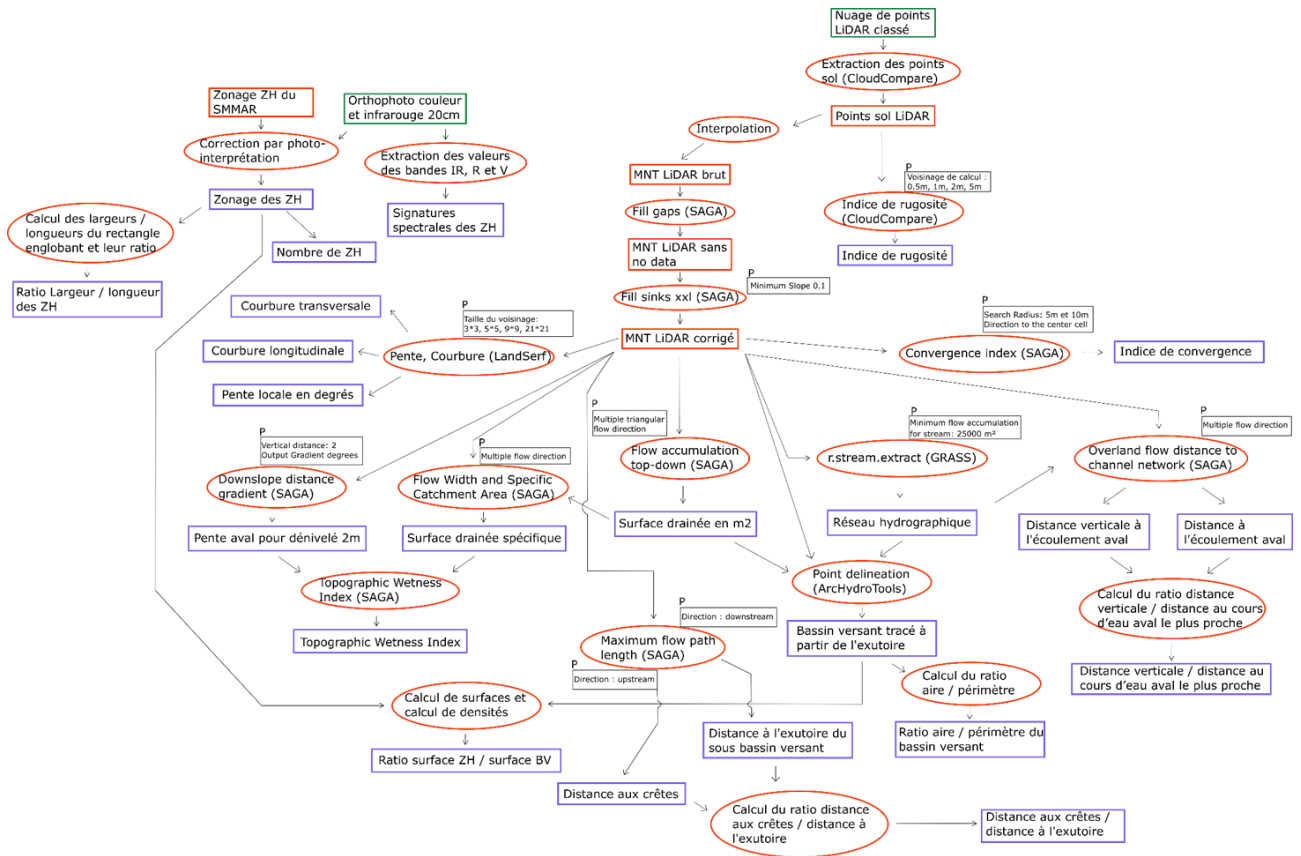 Nuage de points
LiDAR classé
Extraction des points
sol (CloudCompare)
Zonage ZH du
SMMAR
Orthophoto couleur
et infrarouge 20cm
Points sol LiDAR
Interpolation
Correction par photo-
interprétation
Extraction des valeurs
des bandes IR, R et V
MNT LiDAR brut
P
Voisinage de calcul :
0.5m, 1m, 2m, 5m
Zonage des ZH
Indice de rugosité
(CloudCompare)
Calcul des largeurs /
longueurs du rectangle
englobant et leur ratio
Signatures
spectrales des ZH
Fill gaps (SAGA)
Nombre de ZH
MNT LiDAR sans
no data
Indice de rugosité
Ratio Largeur / longueur
des ZH
Fill sinks xxl (SAGA)
P
Minimum Slope 0.1
Courbure transversale
P
Taille du voisinage:
3*3, 5*5, 9*9, 21*21
P
Search Radius: 5m et 10m
Direction to the center cell
MNT LiDAR corrigé
Courbure longitudinale
Pente, Courbure (LandSerf)
Convergence index (SAGA)
Indice de convergence
Pente locale en degrés
P
Vertical distance: 2
Output Gradient degrees
P
Multiple flow direction
P
Multiple triangular
flow direction
P
Minimum flow accumulation
for stream: 25000 m²
P
Multiple flow direction
Downslope distance
gradient (SAGA)
Flow Width and Specific
Catchment Area (SAGA)
Flow accumulation
top-down (SAGA)
r.stream.extract (GRASS)
Overland flow distance to
channel network (SAGA)
Pente aval pour dénivelé 2m
Surface drainée spécifique
Surface drainée en m2
Réseau hydrographique
Distance verticale à
l'écoulement aval
Distance à
l'écoulement aval
Topographic Wetness
Index (SAGA)
Point delineation
(ArcHydroTools)
Calcul du ratio distance
verticale / distance au cours
d'eau aval le plus proche
Topographic Wetness Index
P
Direction : downstream
Maximum flow path
length (SAGA)
Bassin versant tracé à
partir de l'exutoire
P
Direction : upstream
Calcul du ratio
aire / périmètre
Distance verticale / distance au
cours d'eau aval le plus proche
Calcul de surfaces et
calcul de densités
Distance à l'exutoire du
sous bassin versant
Ratio aire / périmètre du
bassin versant
Ratio surface ZH / surface BV
Distance aux crêtes
Calcul du ratio distance
aux crêtes / distance à
l'exutoire
Distance aux crêtes /
distance à l'exutoire